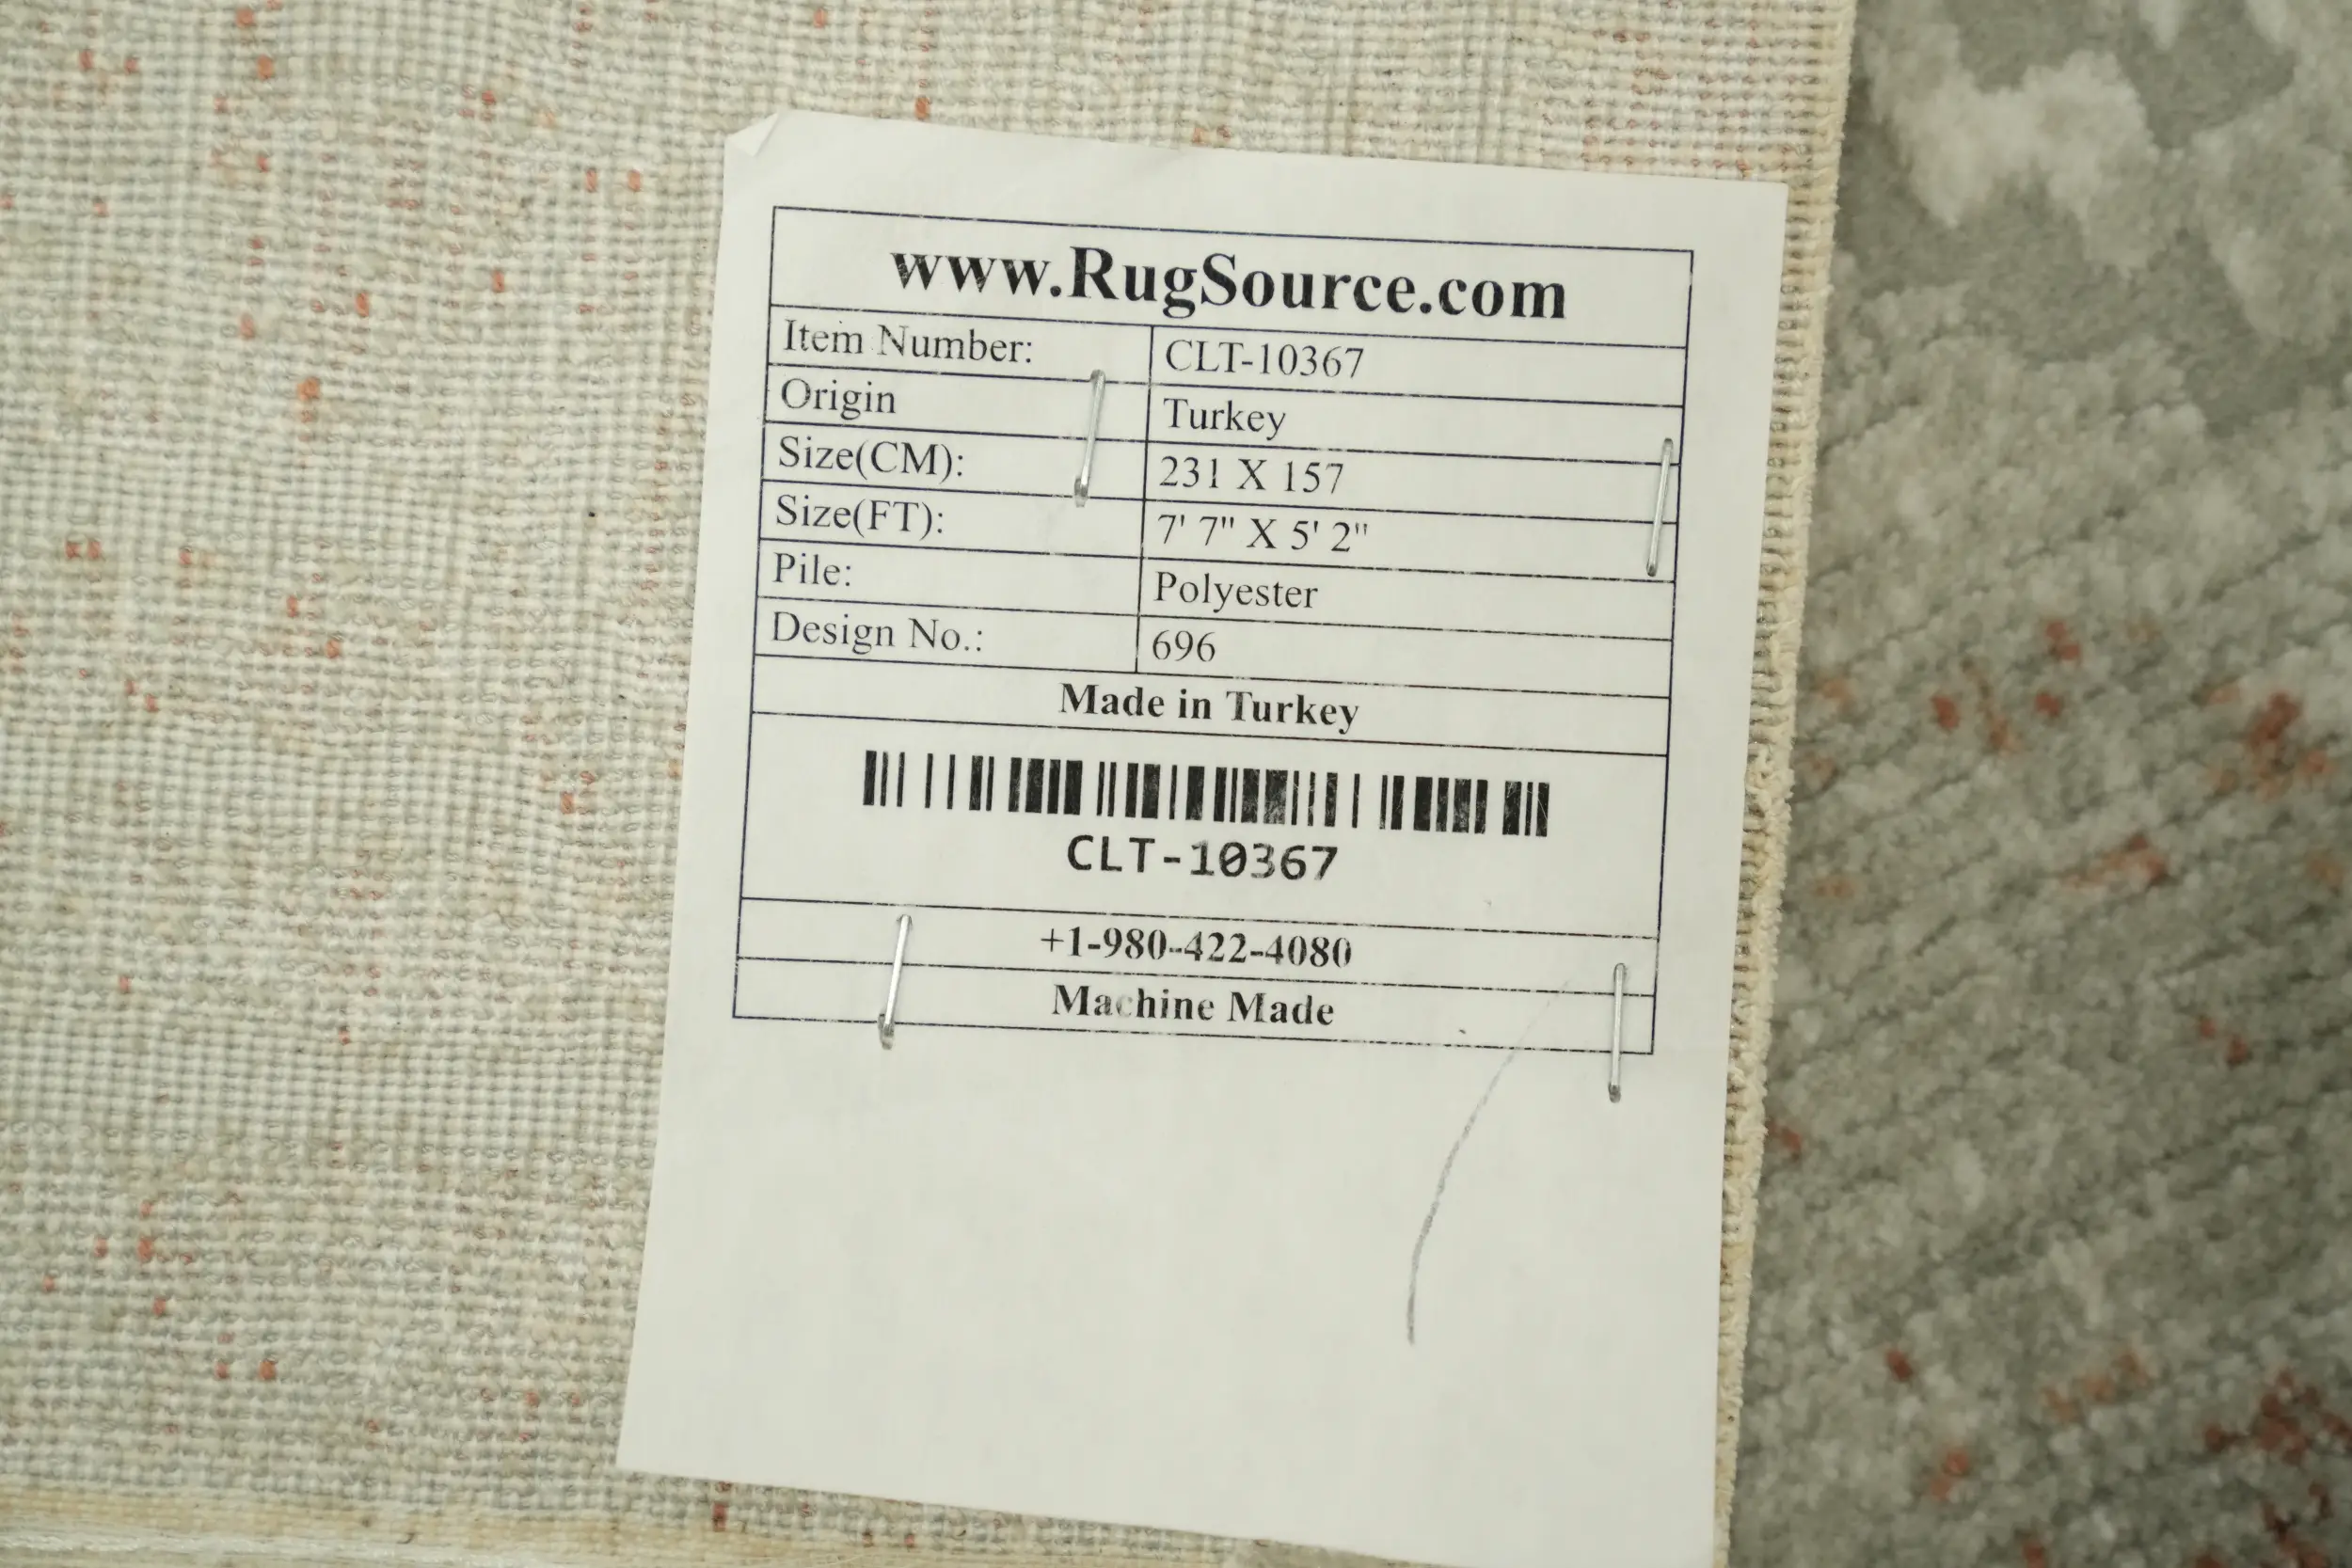 www.RugSource.com
Item Number: CLT-10367
Origin Turkey
Size(CM): 231 X 157
Size(FT): 7' 7" X 5' 2"
Pile: Polyester
Design No.: 696
Made in Turkey
CLT-10367
+1-980-422-4080
Machine Made